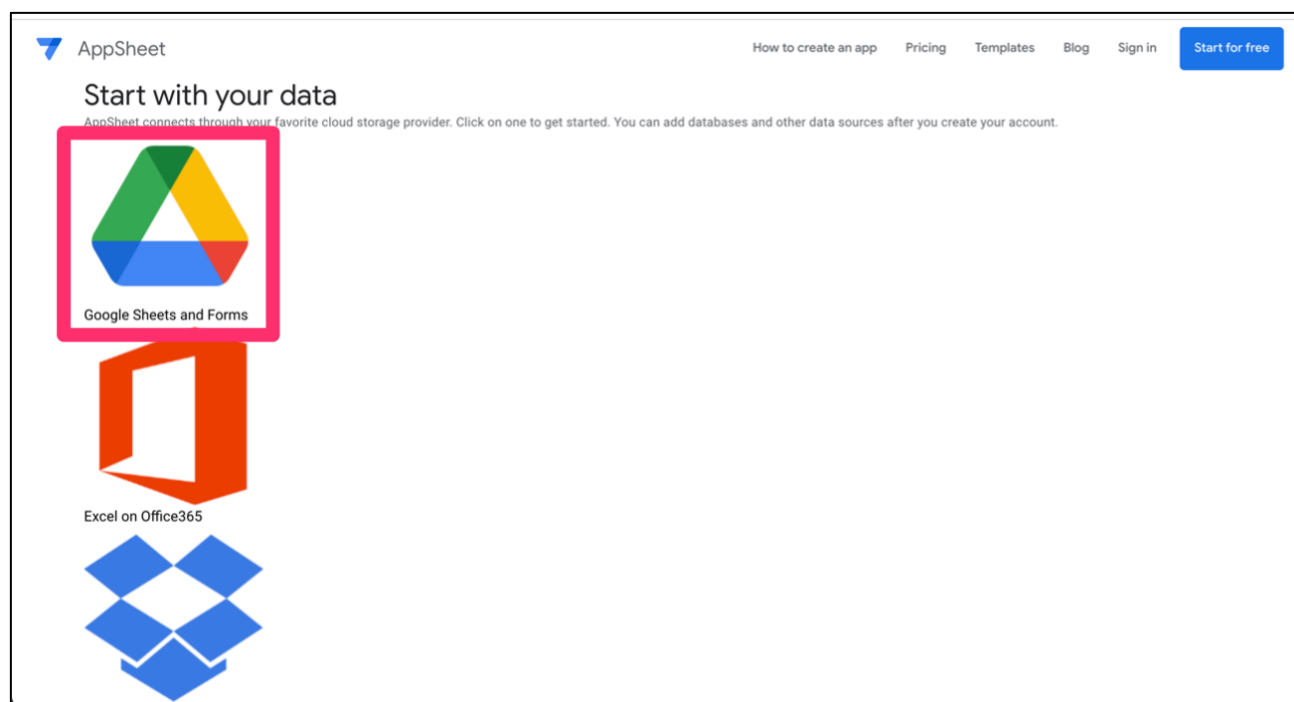 AppSheet
How to create an app
Pricing
Templates
Blog
Sign in
Start for free
Start with your data
AppSheet connects through your favorite cloud storage provider. Click on one to get started. You can add databases and other data sources after you create your account.
Google Sheets and Forms
Excel on Office365